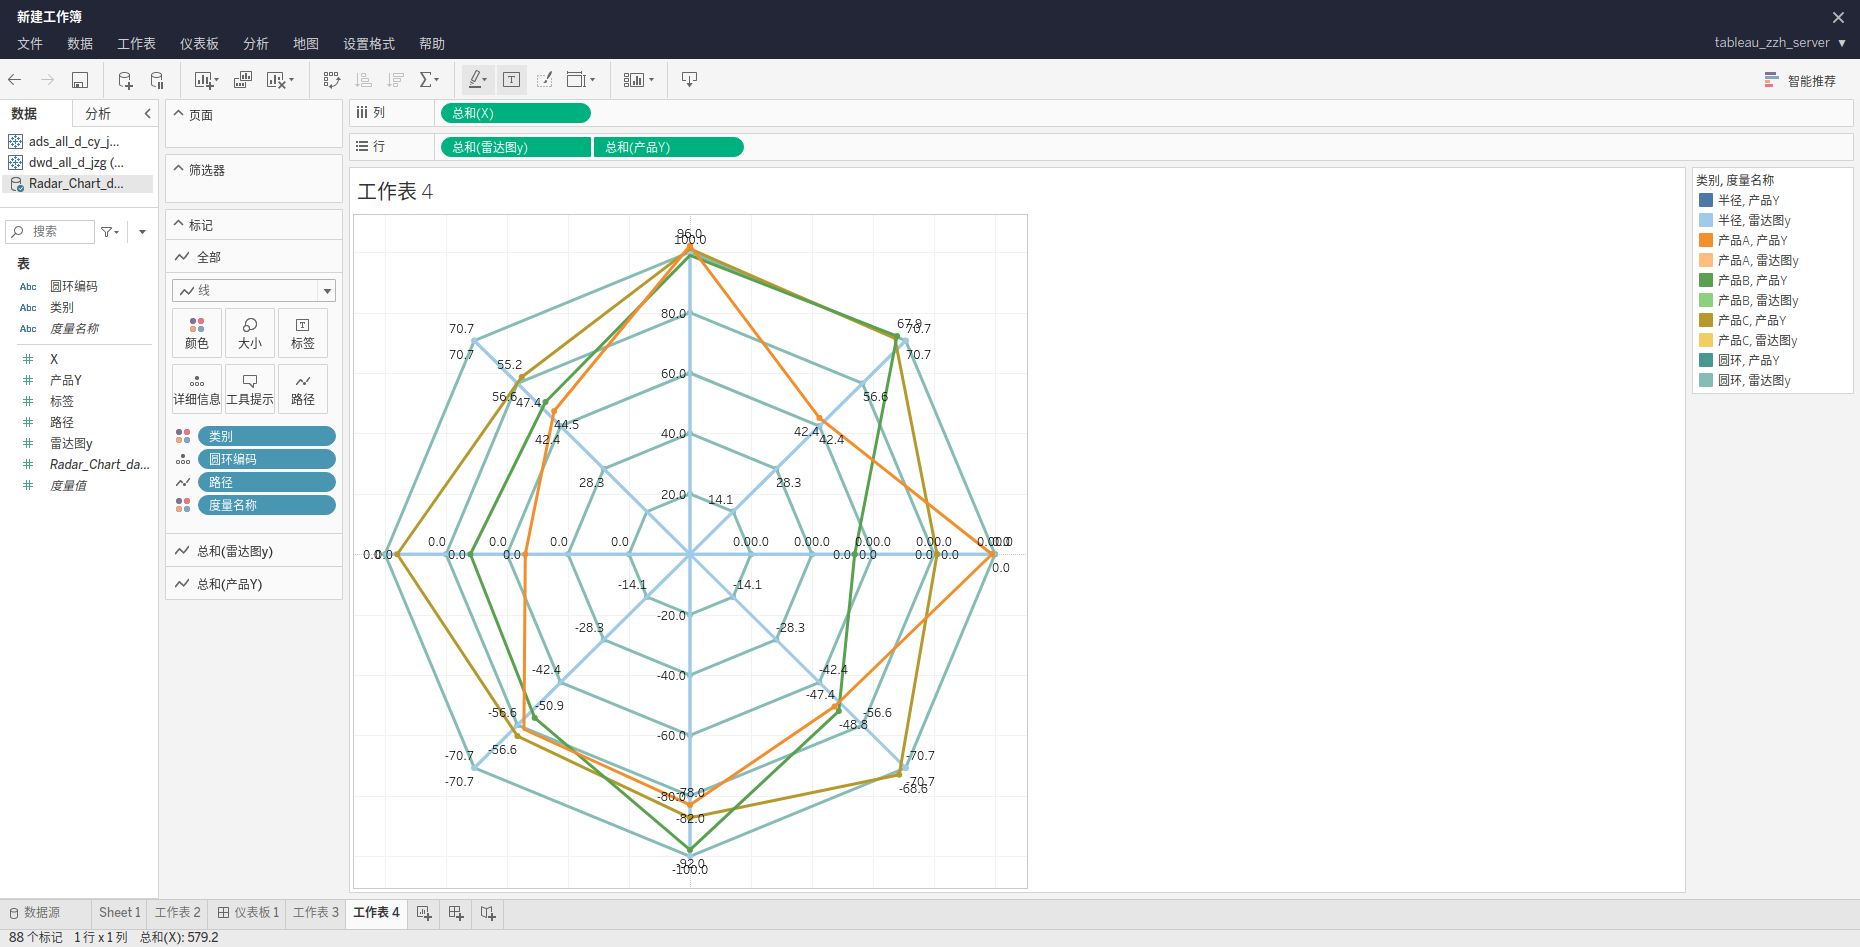 新建工作簿
文件 数据 工作表 仪表板 分析 地图 设置格式 帮助
tableau_zzh_server ▼
智能推荐
数据 分析
ads_all_d_cy_j...
dwd_all_d_jzg (...
Radar_Chart_d...
搜索
表
Abc 圆环编码
Abc 类别
Abc 度量名称
X
产品Y
标签
路径
雷达图y
Radar_Chart_da...
度量值
页面
筛选器
标记
全部
线
颜色 大小 标签
详细信息 工具提示 路径
类别
圆环编码
路径
度量名称
总和(雷达图y)
总和(产品Y)
列 总和(X)
行 总和(雷达图y) 总和(产品Y)
工作表 4
96.0
100.0
70.7 67.9 70.7
80.0
70.7 70.7
55.2
60.0
56.6 47.4 56.6
44.5 42.4 42.4
42.4 40.0
28.3 28.3
20.0 14.1
0.0 0.0 0.0 0.0
0.0 0.0 0.0 0.0 0.0 0.0 0.0
0.0
-14.1 -14.1
-20.0
-28.3 -28.3
-42.4 -40.0 -42.4
-47.4
-50.9
-56.6 -56.6
-48.8
-60.0
-56.6
-70.7 -70.7
-70.7 -70.7
-68.6
-78.0
-80.0
-82.0
-92.0
-100.0
类别, 度量名称
半径, 产品Y
半径, 雷达图y
产品A, 产品Y
产品A, 雷达图y
产品B, 产品Y
产品B, 雷达图y
产品C, 产品Y
产品C, 雷达图y
圆环, 产品Y
圆环, 雷达图y
数据源 Sheet 1 工作表 2 仪表板 1 工作表 3 工作表 4
88 个标记 1 行 x 1 列 总和(X): 579.2